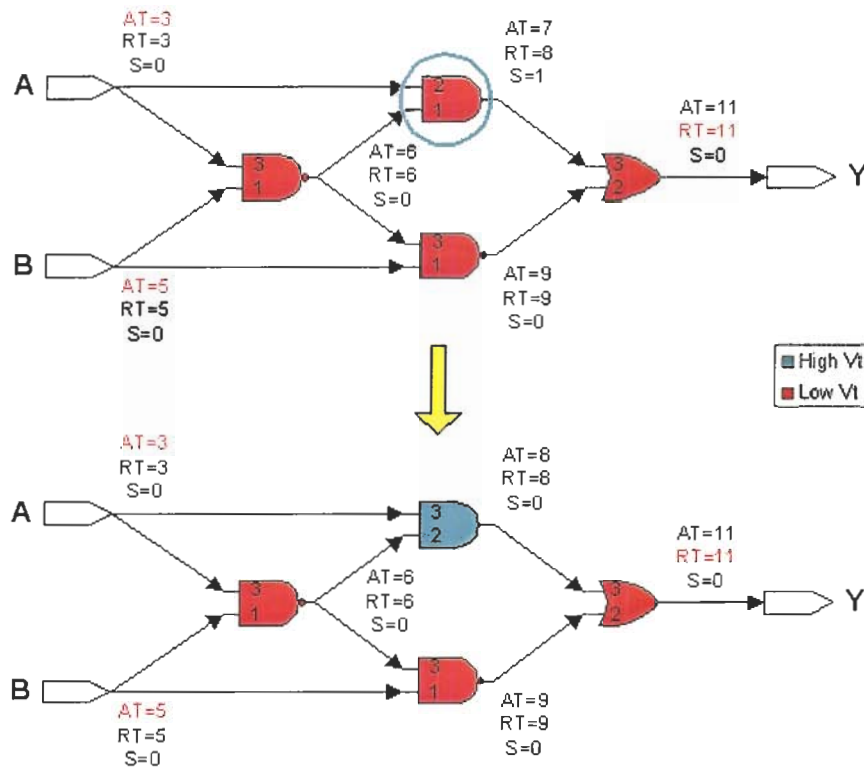 AT=3
RT=3
S=0
A
2
1
AT=7
RT=8
S=1
3
1
AT=6
RT=6
S=0
AT=11
RT=11
S=0
3
2
Y
B
3
1
AT=5
RT=5
S=0
AT=9
RT=9
S=0
High Vt
Low Vt
AT=3
RT=3
S=0
A
3
2
AT=8
RT=8
S=0
3
1
AT=6
RT=6
S=0
AT=11
RT=11
S=0
3
2
Y
B
3
1
AT=5
RT=5
S=0
AT=9
RT=9
S=0